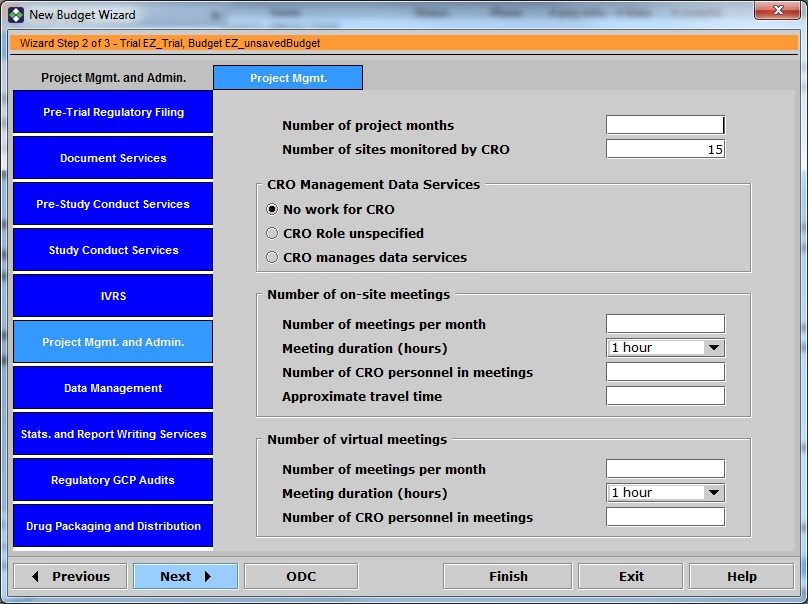 New Budget Wizard
Wizard Step 2 of 3 - Trial EZ_Trial, Budget EZ_unsavedBudget
Project Mgmt. and Admin.
Project Mgmt.
Pre-Trial Regulatory Filing
Document Services
Pre-Study Conduct Services
Study Conduct Services
IVRS
Project Mgmt. and Admin.
Data Management
Stats. and Report Writing Services
Regulatory GCP Audits
Drug Packaging and Distribution
Number of project months
Number of sites monitored by CRO 15
CRO Management Data Services
No work for CRO
CRO Role unspecified
CRO manages data services
Number of on-site meetings
Number of meetings per month
Meeting duration (hours) 1 hour
Number of CRO personnel in meetings
Approximate travel time
Number of virtual meetings
Number of meetings per month
Meeting duration (hours) 1 hour
Number of CRO personnel in meetings
Previous Next ODC Finish Exit Help